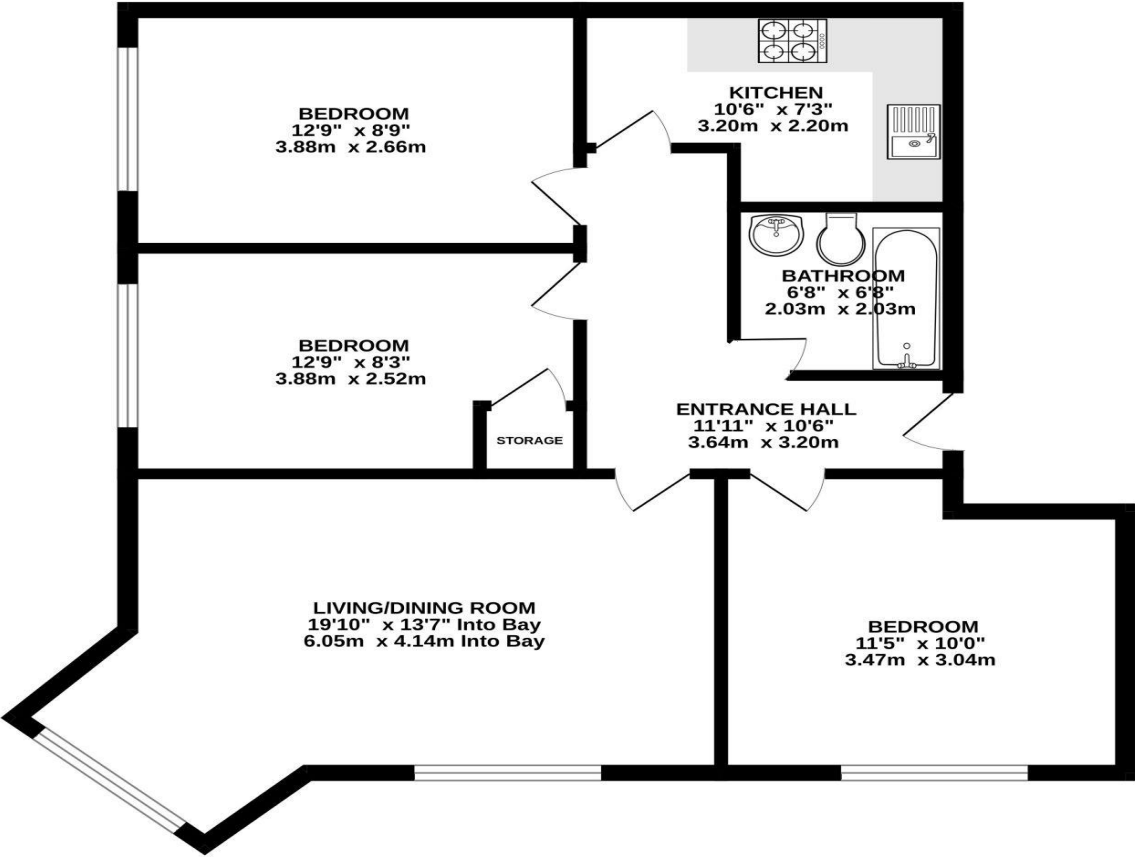 KITCHEN
10'6" x 7'3"
3.20m x 2.20m
BEDROOM
12'9" x 8'9"
3.88m x 2.66m
BATHROOM
6'8" x 6'8"
2.03m x 2.03m
BEDROOM
12'9" x 8'3"
3.88m x 2.52m
STORAGE
ENTRANCE HALL
11'11" x 10'6"
3.64m x 3.20m
LIVING/DINING ROOM
19'10" x 13'7" Into Bay
6.05m x 4.14m Into Bay
BEDROOM
11'5" x 10'0"
3.47m x 3.04m